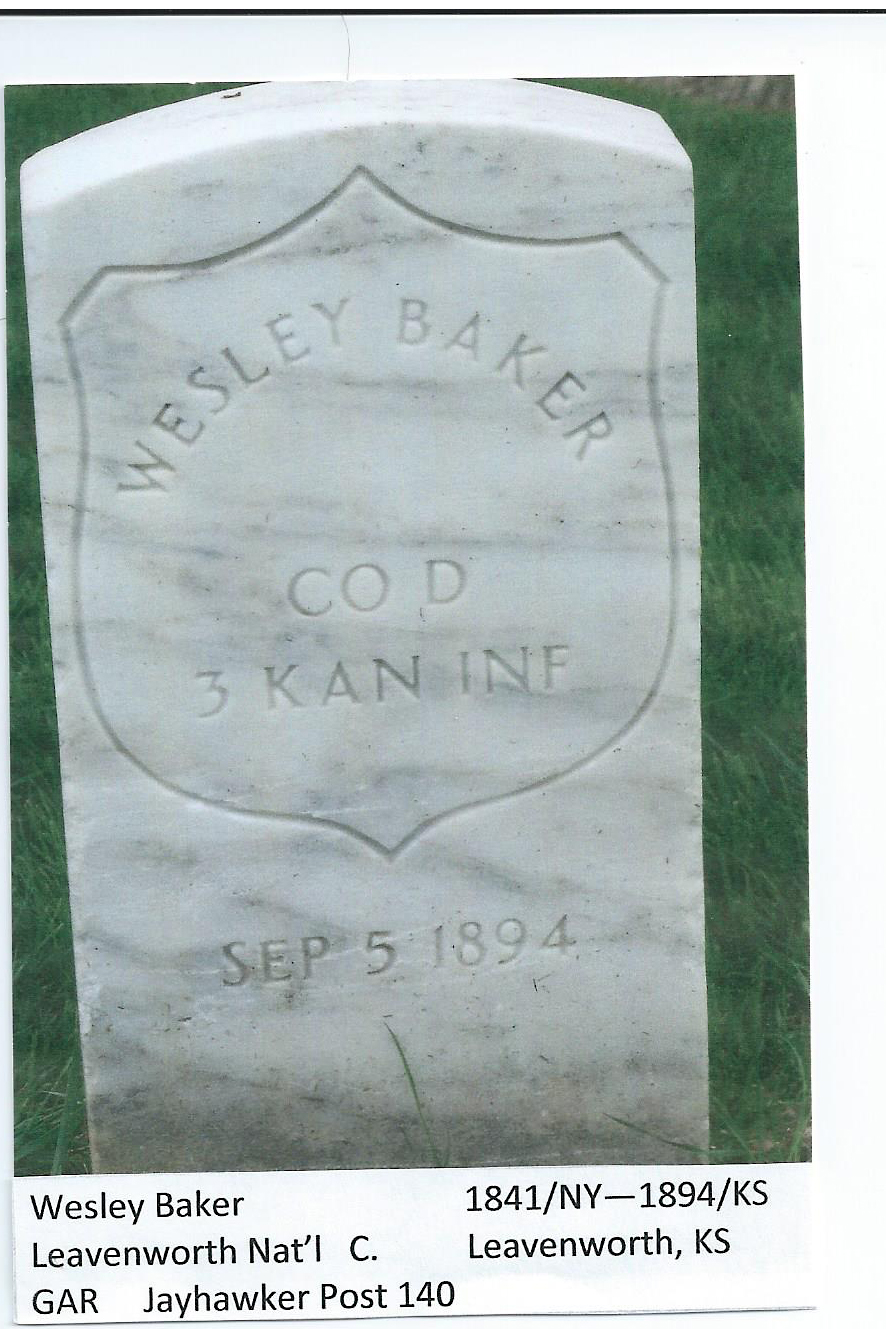 WESLEY BAKER
CO D
3 KAN INF
SEP 5 1894
Wesley Baker 1841/NY—1894/KS
Leavenworth Nat'l C. Leavenworth, KS
GAR Jayhawker Post 140